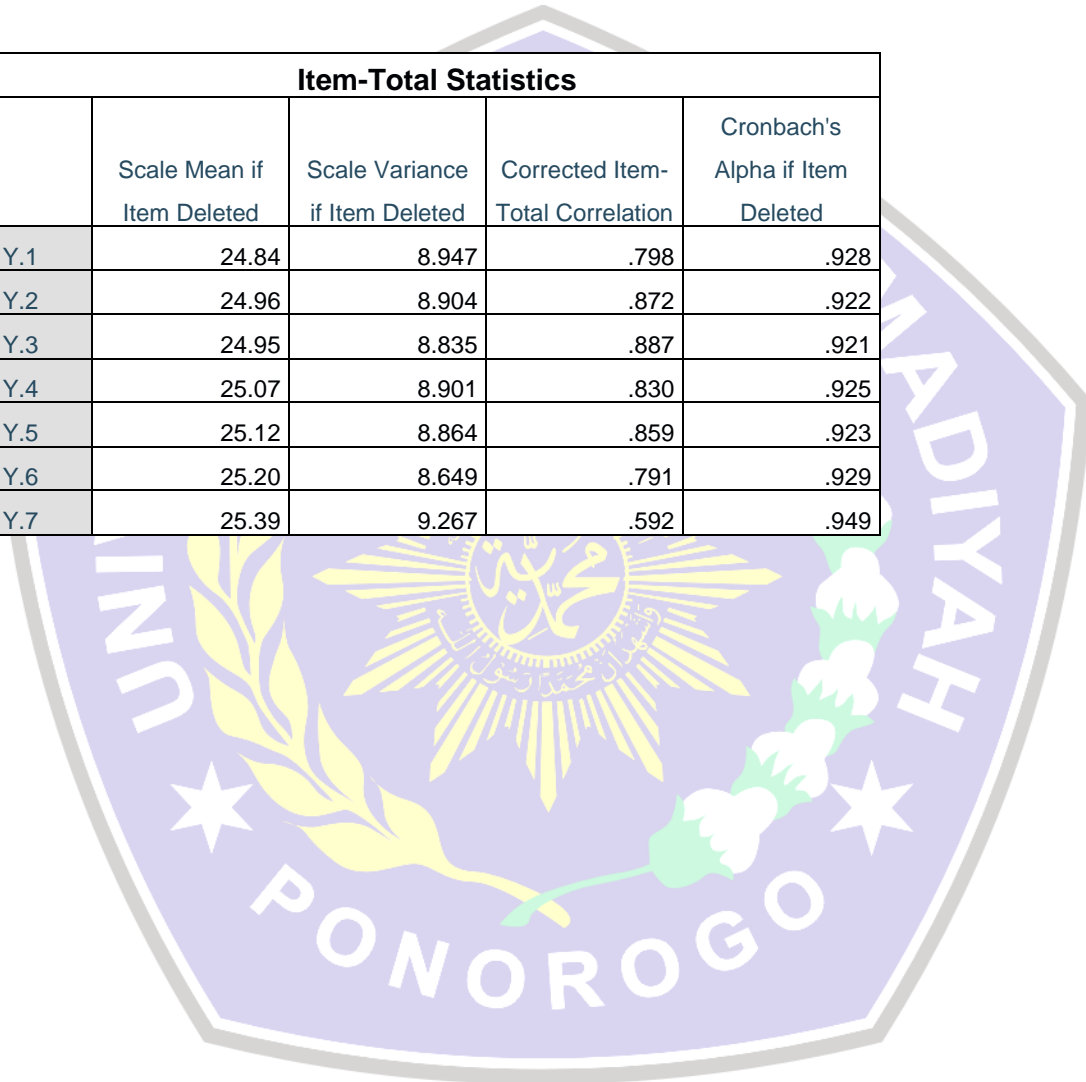 Item-Total Statistics
Scale Mean if Item Deleted | Scale Variance if Item Deleted | Corrected Item-Total Correlation | Cronbach's Alpha if Item Deleted
Y.1 24.84 8.947 .798 .928
Y.2 24.96 8.904 .872 .922
Y.3 24.95 8.835 .887 .921
Y.4 25.07 8.901 .830 .925
Y.5 25.12 8.864 .859 .923
Y.6 25.20 8.649 .791 .929
Y.7 25.39 9.267 .592 .949
PONOROGO